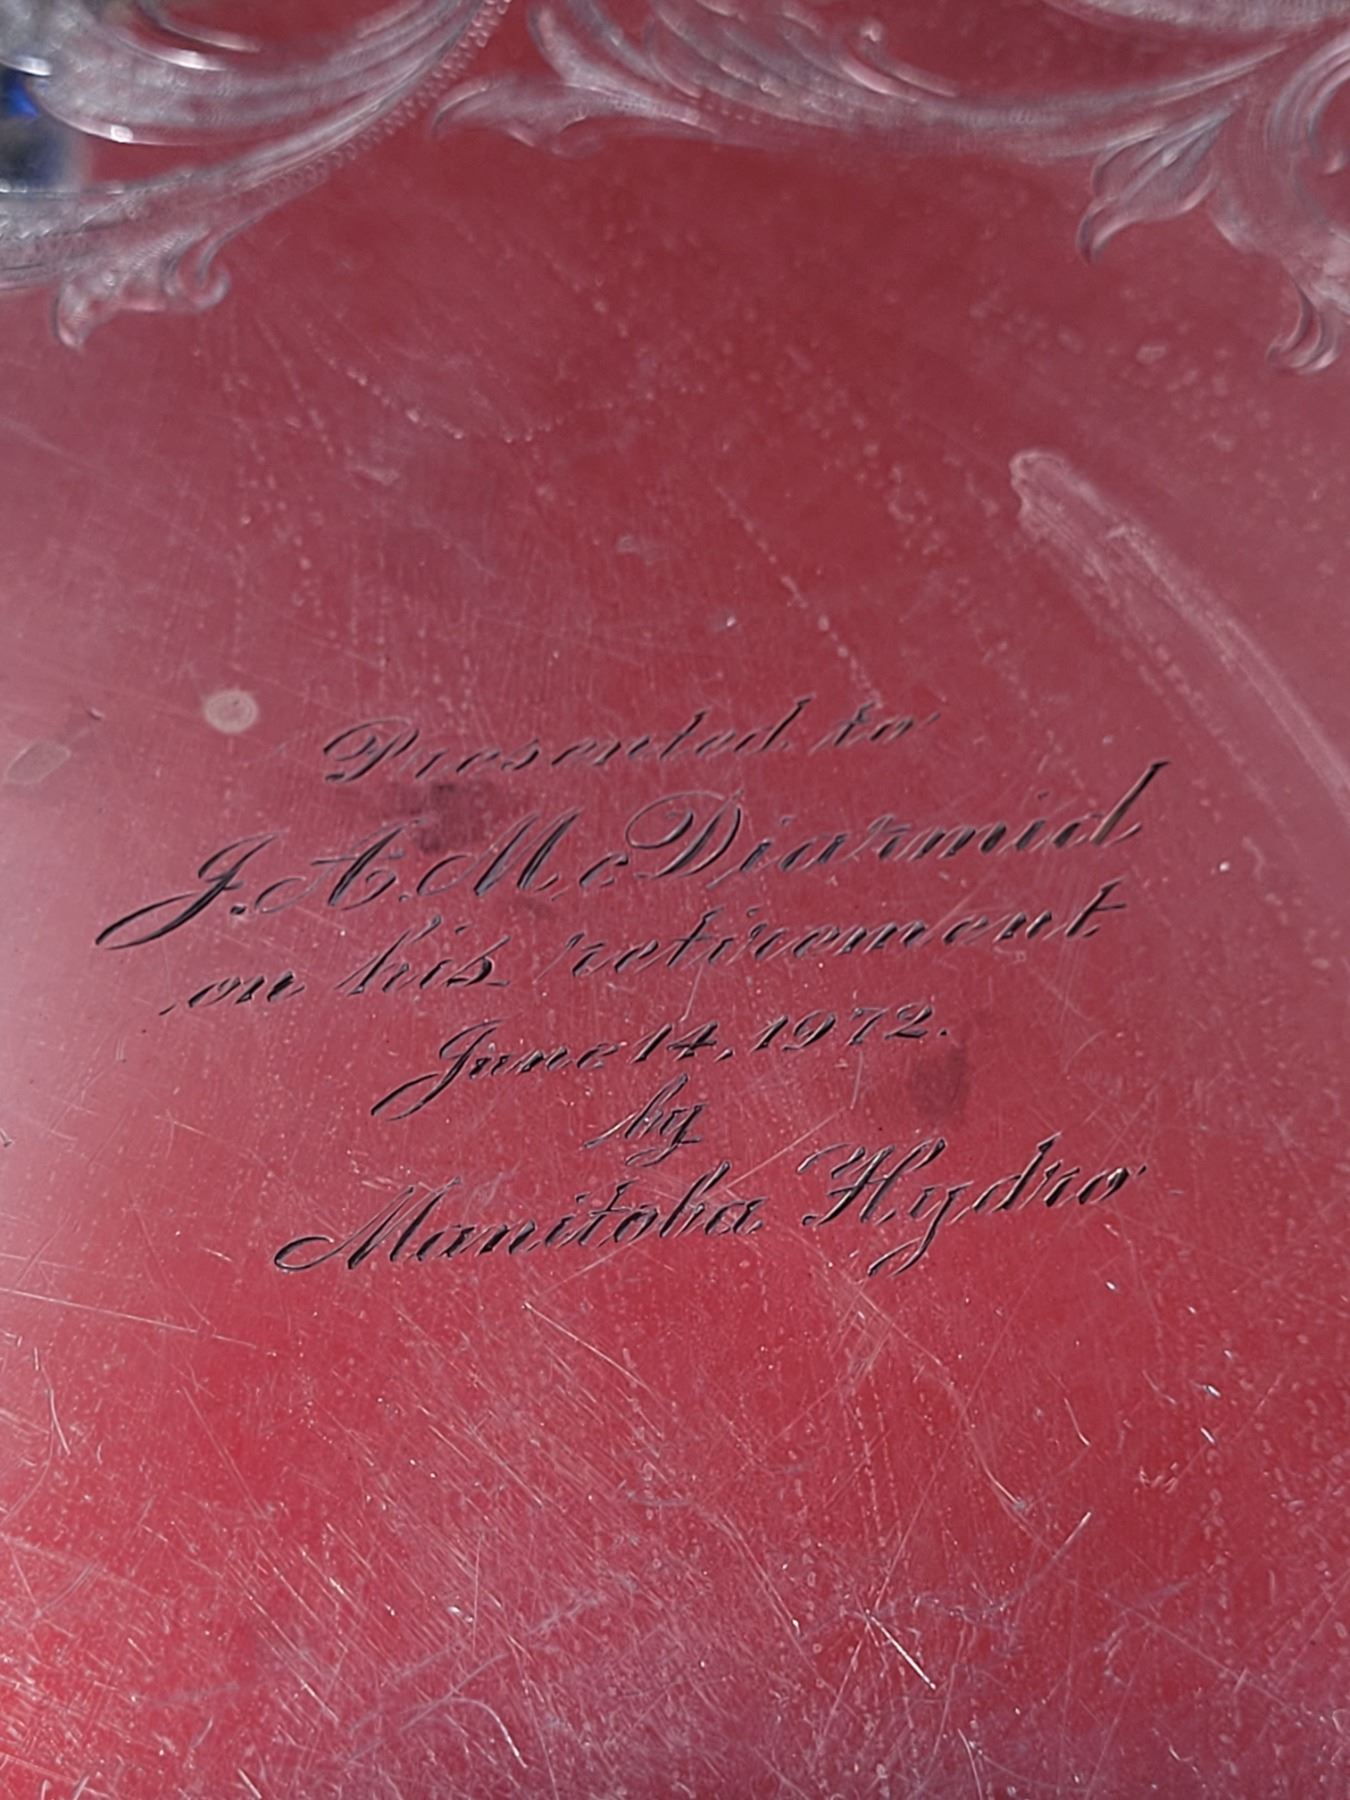 Presented to
J. A. McDiarmid
on his retirement
June 14, 1972.
by
Manitoba Hydro